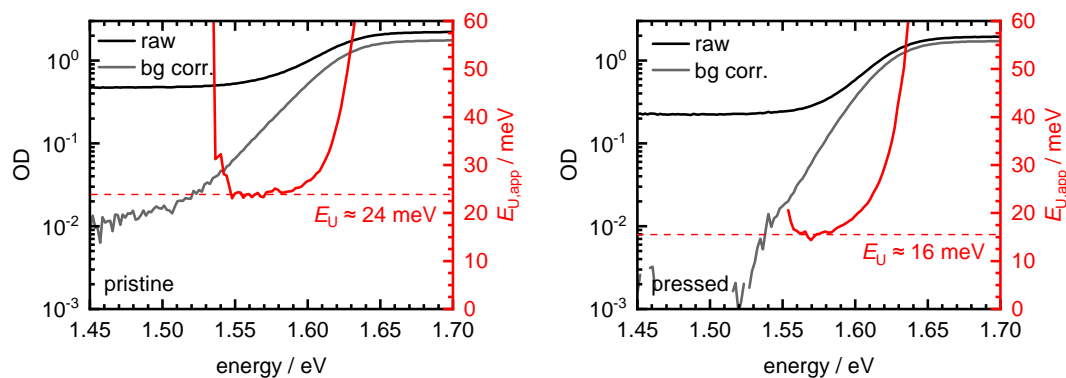 10⁰
10⁻¹
10⁻²
10⁻³
OD
raw
bg corr.
E_U ≈ 24 meV
pristine
1.45 1.50 1.55 1.60 1.65 1.70
energy / eV
60
50
40
30
20
10
0
E_U,app / meV
10⁰
10⁻¹
10⁻²
10⁻³
OD
raw
bg corr.
E_U ≈ 16 meV
pressed
1.45 1.50 1.55 1.60 1.65 1.70
energy / eV
60
50
40
30
20
10
0
E_U,app / meV